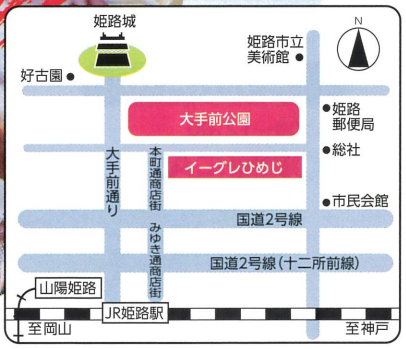 姫路城
N
姫路市立
美術館
好古園
大手前公園
姫路
郵便局
総社
イーグレひめじ
大手前通り
本町通商店街
みゆき通商店街
市民会館
国道2号線
国道2号線(十二所前線)
山陽姫路
JR姫路駅
至岡山
至神戸